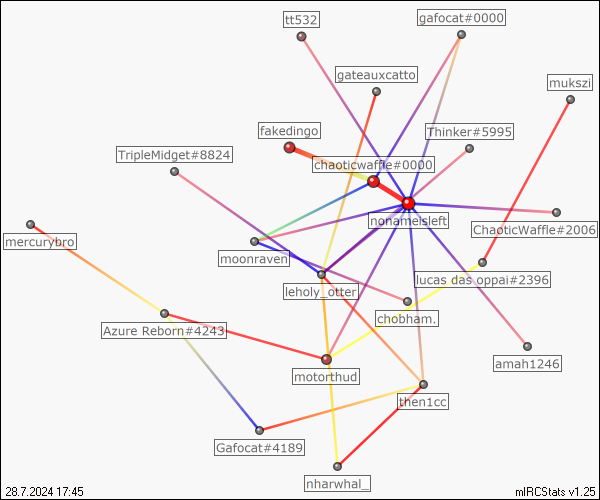 tt532
gafocat#0000
gateauxcatto
mukszi
fakedingo
Thinker#5995
TripleMidget#8824
chaoticwaffle#0000
nonameisleft
ChaoticWaffle#2006
mercurybro
moonraven
lucas das oppai#2396
leholy_otter
chobham.
Azure Reborn#4243
amah1246
motorthud
then1cc
Gafocat#4189
nharwhal_
28.7.2024 17:45
mIRCStats v1.25